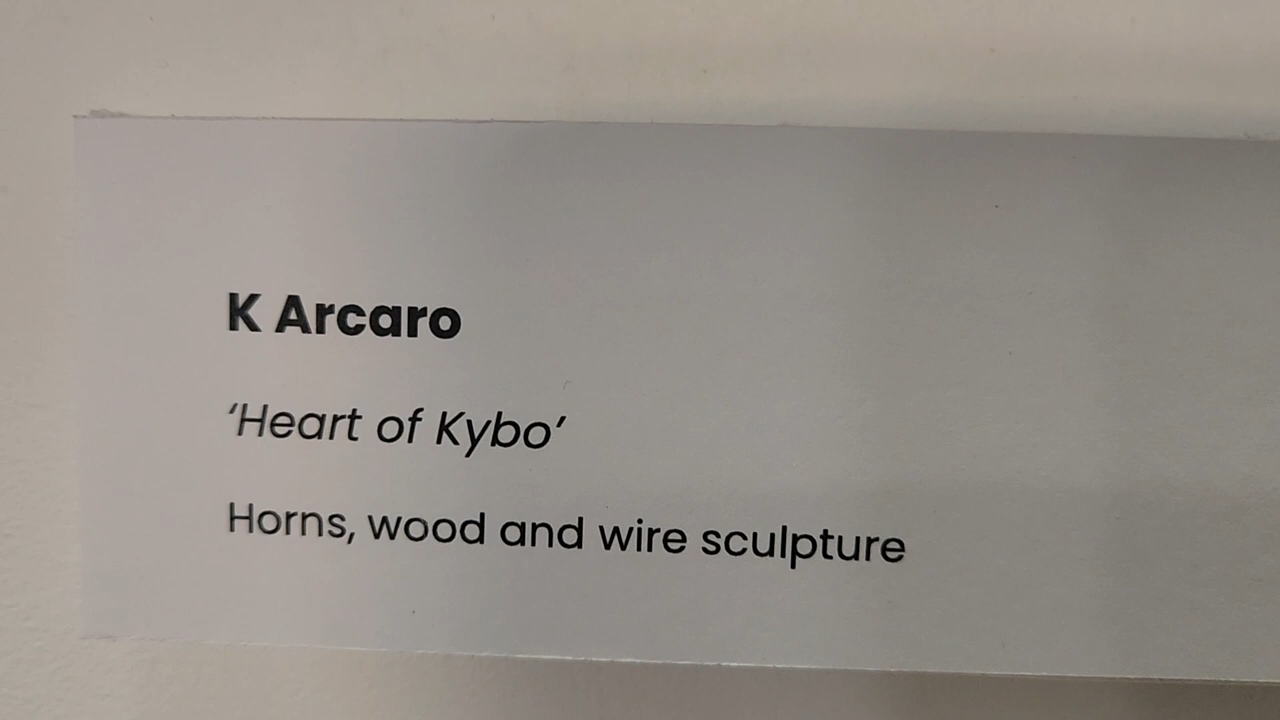 K Arcaro
‘Heart of Kybo’
Horns, wood and wire sculpture